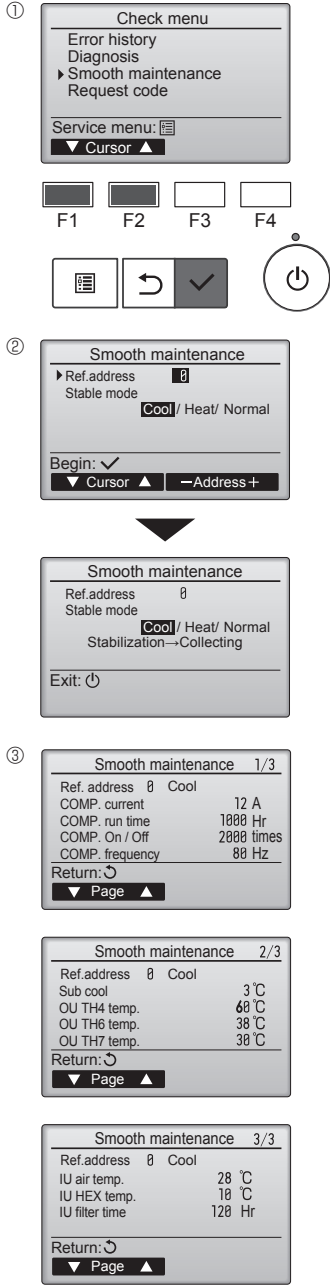 ①
Check menu
Error history
Diagnosis
Smooth maintenance
Request code
Service menu:
▼ Cursor ▲
F1 F2 F3 F4
②
Smooth maintenance
Ref.address 0
Stable mode
Cool / Heat/ Normal
Begin: ✓
▼ Cursor ▲ −Address+
Smooth maintenance
Ref.address 0
Stable mode
Cool / Heat/ Normal
Stabilization→Collecting
Exit:
③
Smooth maintenance 1/3
Ref. address 0 Cool
COMP. current 12 A
COMP. run time 1000 Hr
COMP. On / Off 2000 times
COMP. frequency 80 Hz
Return:
▼ Page ▲
Smooth maintenance 2/3
Ref.address 0 Cool
Sub cool 3℃
OU TH4 temp. 60℃
OU TH6 temp. 38℃
OU TH7 temp. 30℃
Return:
▼ Page ▲
Smooth maintenance 3/3
Ref.address 0 Cool
IU air temp. 28 ℃
IU HEX temp. 10 ℃
IU filter time 120 Hr
Return:
▼ Page ▲